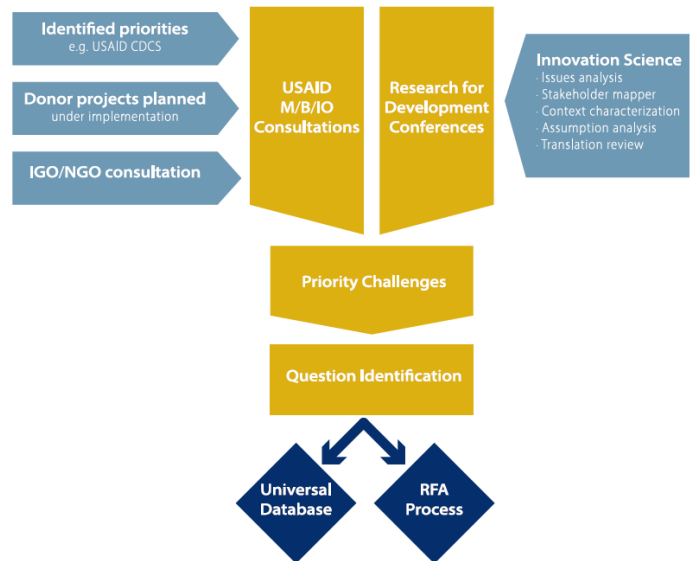 Identified priorities
e.g. USAID CDCS
Donor projects planned
under implementation
IGO/NGO consultation
USAID
M/B/IO
Consultations
Research for
Development
Conferences
Innovation Science
· Issues analysis
· Stakeholder mapper
· Context characterization
· Assumption analysis
· Translation review
Priority Challenges
Question Identification
Universal
Database
RFA
Process